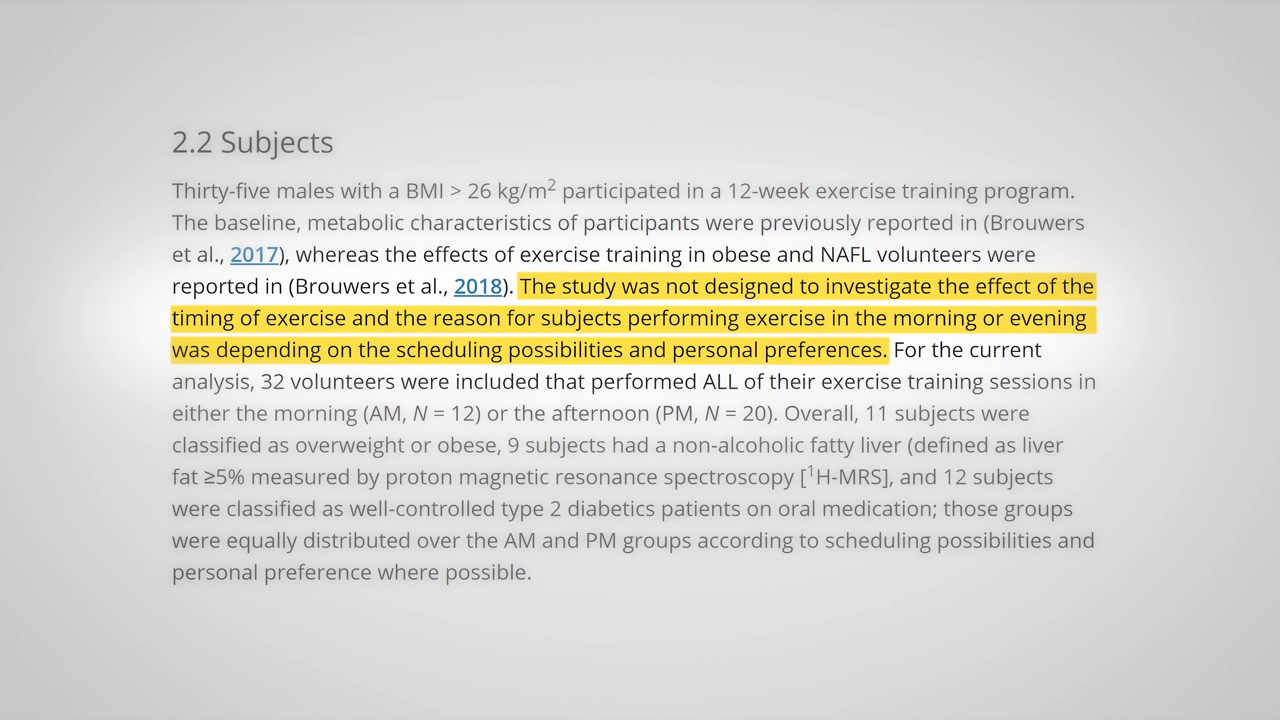 2.2 Subjects
Thirty-five males with a BMI > 26 kg/m² participated in a 12-week exercise training program.
The baseline, metabolic characteristics of participants were previously reported in (Brouwers
et al., 2017), whereas the effects of exercise training in obese and NAFL volunteers were
reported in (Brouwers et al., 2018). The study was not designed to investigate the effect of the
timing of exercise and the reason for subjects performing exercise in the morning or evening
was depending on the scheduling possibilities and personal preferences. For the current
analysis, 32 volunteers were included that performed ALL of their exercise training sessions in
either the morning (AM, N = 12) or the afternoon (PM, N = 20). Overall, 11 subjects were
classified as overweight or obese, 9 subjects had a non-alcoholic fatty liver (defined as liver
fat ≥5% measured by proton magnetic resonance spectroscopy [¹H-MRS], and 12 subjects
were classified as well-controlled type 2 diabetics patients on oral medication; those groups
were equally distributed over the AM and PM groups according to scheduling possibilities and
personal preference where possible.